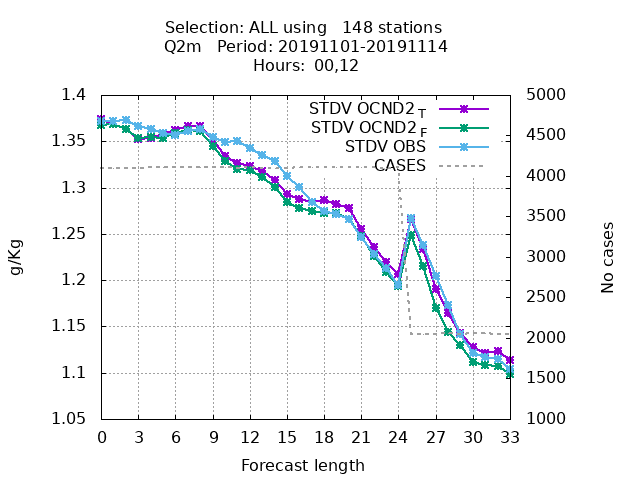 Selection: ALL using   148 stations
Q2m   Period: 20191101-20191114
Hours:  00,12
1.4
1.35
1.3
1.25
1.2
1.15
1.1
1.05
g/Kg
STDV OCND2 T
STDV OCND2 F
STDV OBS
CASES
5000
4500
4000
3500
3000
2500
2000
1500
1000
No cases
0 3 6 9 12 15 18 21 24 27 30 33
Forecast length